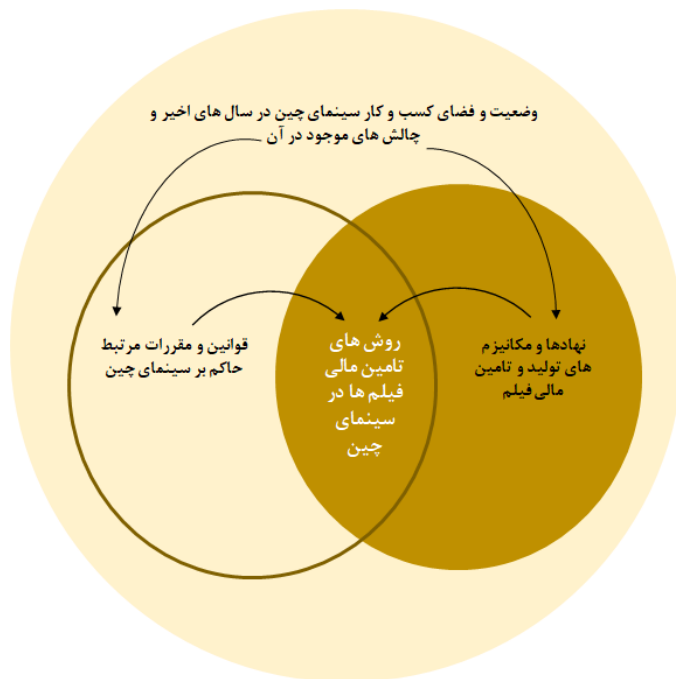 وضعیت و فضای کسب و کار سینمای چین در سال های اخیر و
چالش های موجود در آن
نهادها و مکانیزم
های تولید و تامین
مالی فیلم
روش های
تامین مالی
فیلم ها در
سینمای
چین
قوانین و مقررات مرتبط
حاکم بر سینمای چین